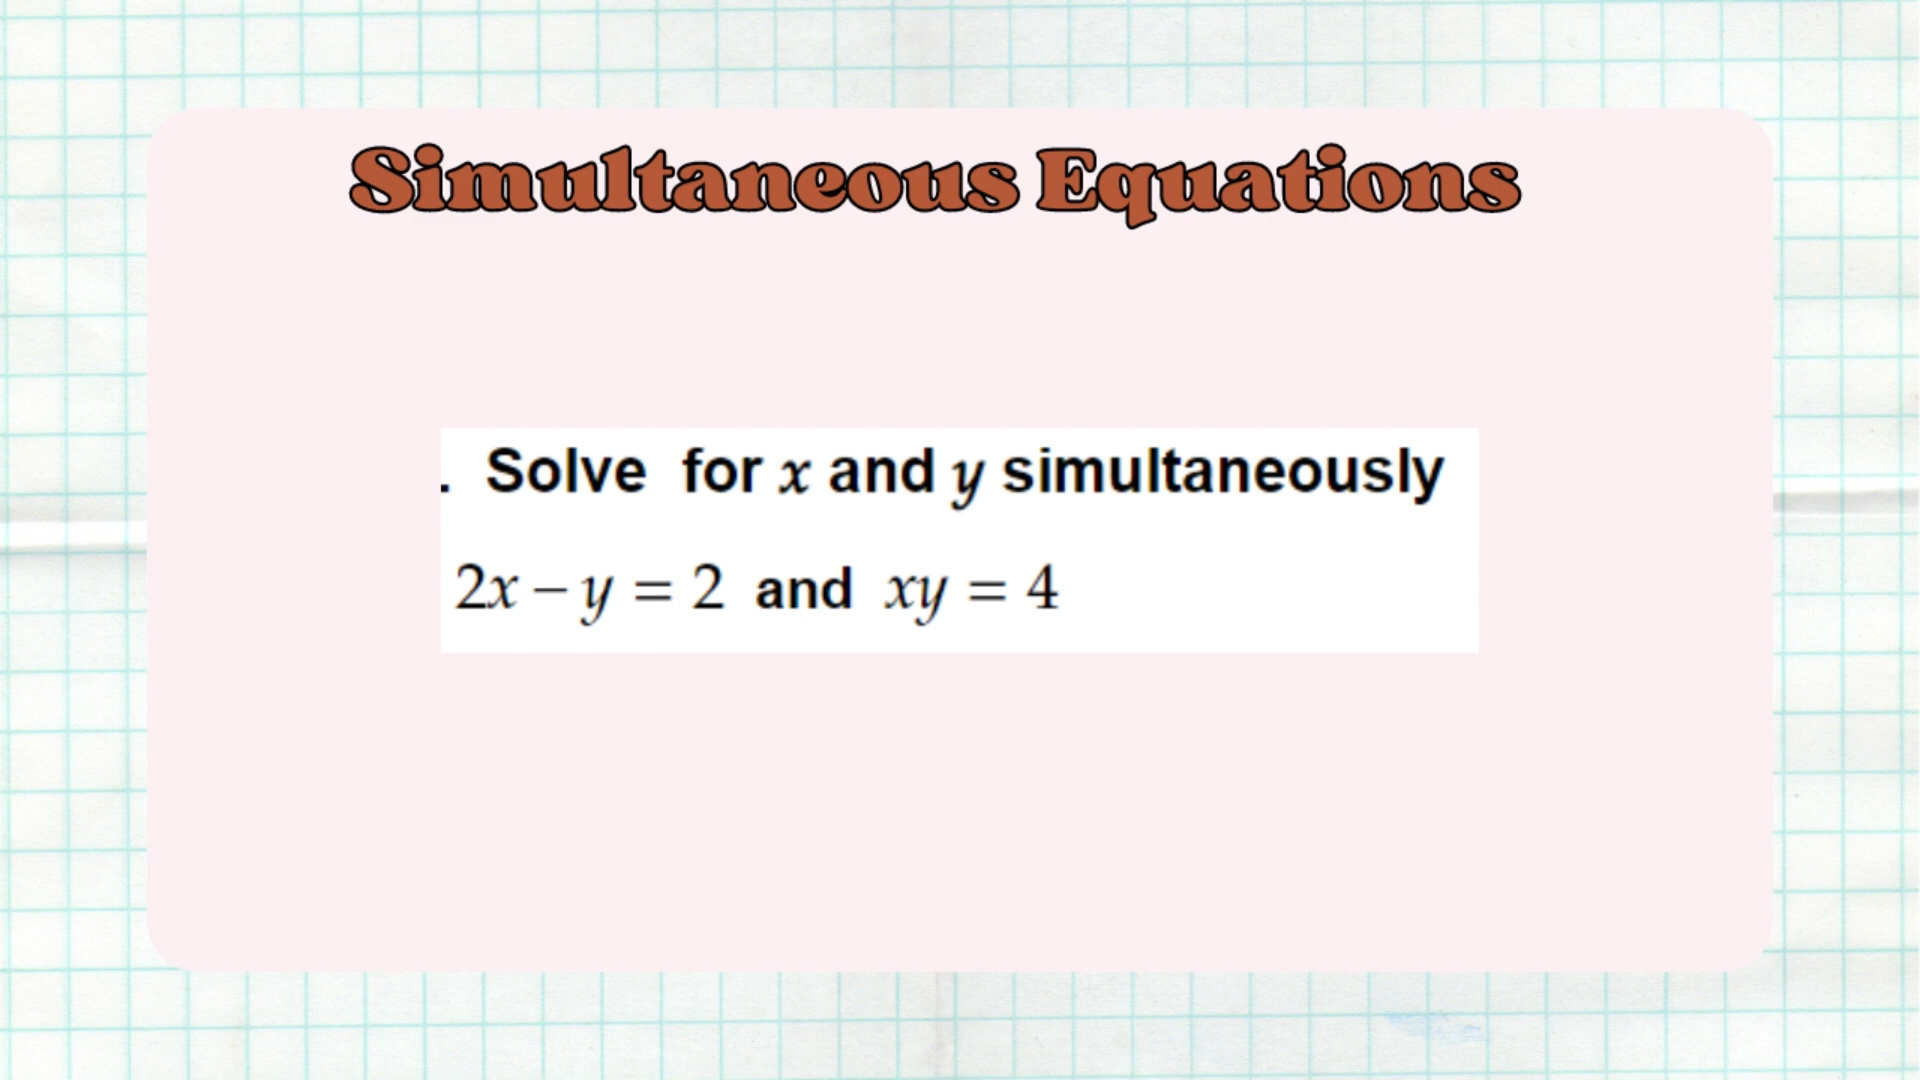 Simultaneous Equations
. Solve for x and y simultaneously
2x − y = 2 and xy = 4